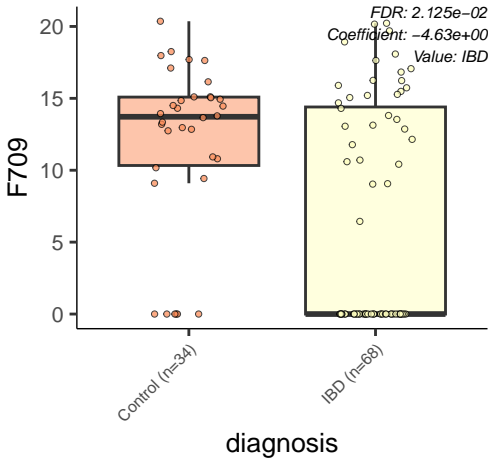 FDR: 2.125e−02
Coefficient: −4.63e+00
Value: IBD
20
15
10
5
0
F709
Control (n=34)
IBD (n=68)
diagnosis